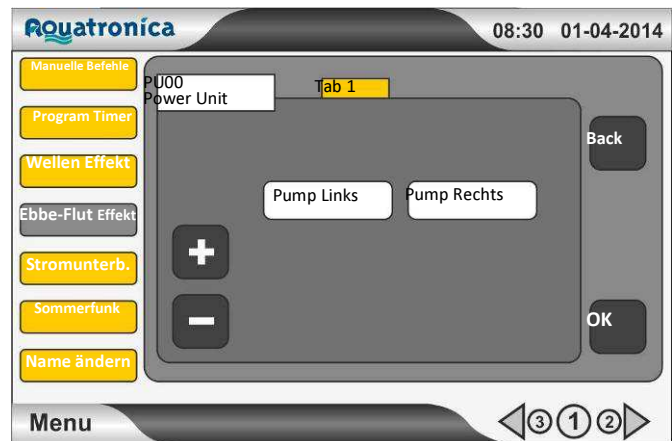 Aquatronica
08:30 01-04-2014
Manuelle Befehle
Program Timer
Wellen Effekt
Ebbe-Flut Effekt
Stromunterb.
Sommerfunk
Name ändern
PU00
Power Unit
Tab 1
Pump Links
Pump Rechts
+
−
Back
OK
Menu
3 1 2